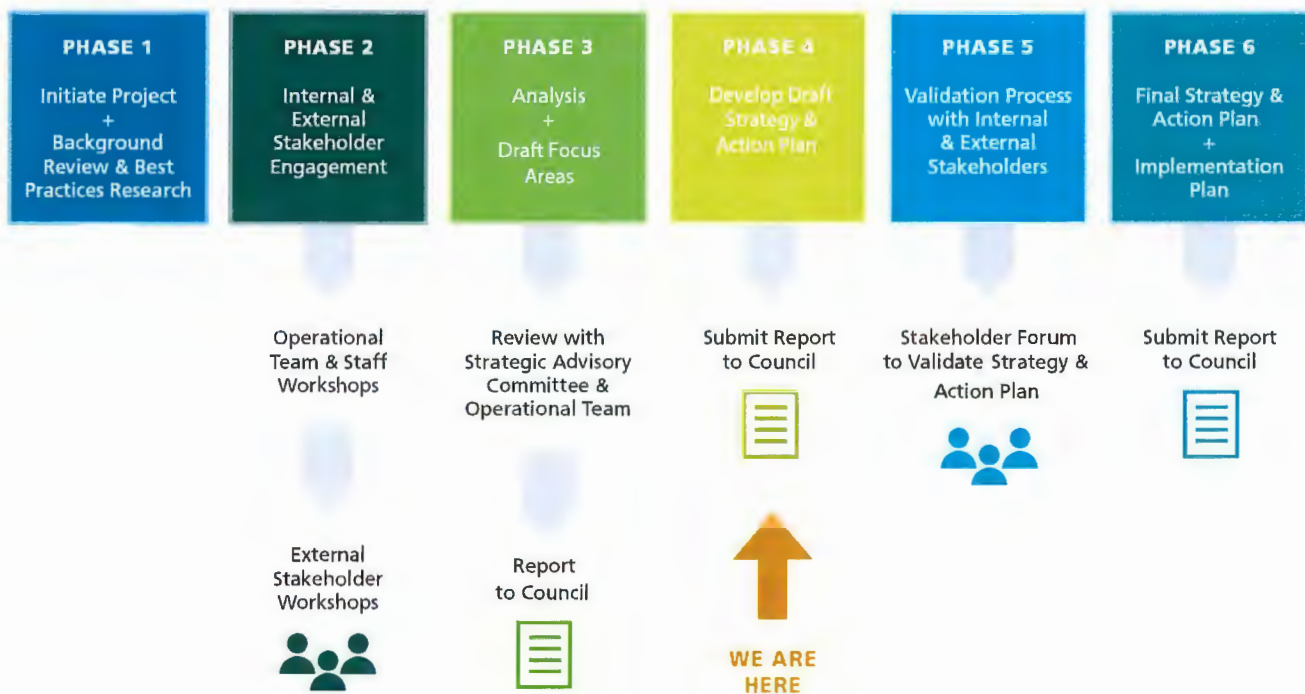 PHASE 1
Initiate Project
+
Background
Review & Best
Practices Research
PHASE 2
Internal &
External
Stakeholder
Engagement
PHASE 3
Analysis
+
Draft Focus
Areas
PHASE 4
Develop Draft
Strategy &
Action Plan
PHASE 5
Validation Process
with Internal
& External
Stakeholders
PHASE 6
Final Strategy &
Action Plan
+
Implementation
Plan
Operational
Team & Staff
Workshops
External
Stakeholder
Workshops
Review with
Strategic Advisory
Committee &
Operational Team
Report
to Council
Submit Report
to Council
WE ARE
HERE
Stakeholder Forum
to Validate Strategy &
Action Plan
Submit Report
to Council